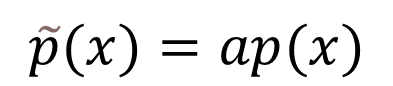 p̃(x) = ap(x)